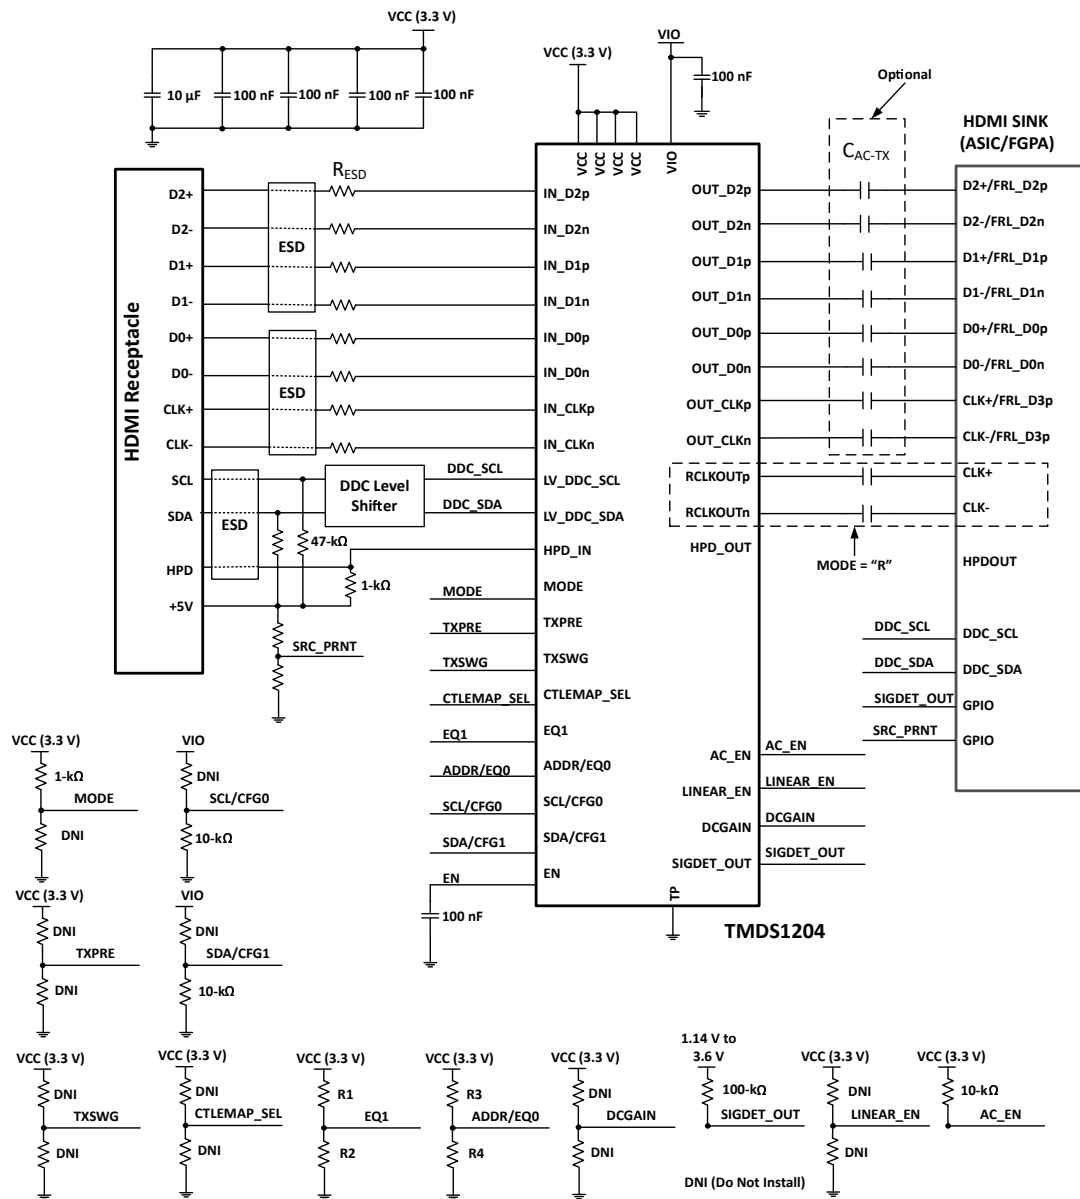 VCC (3.3 V)
10 µF
100 nF
100 nF
100 nF
100 nF
VCC (3.3 V)
VIO
100 nF
Optional
HDMI SINK
(ASIC/FGPA)
C AC-TX
VCC
VCC
VCC
VCC
VIO
R ESD
HDMI Receptacle
D2+
D2-
D1+
D1-
D0+
D0-
CLK+
CLK-
SCL
SDA
HPD
+5V
ESD
ESD
ESD
DDC Level
Shifter
DDC_SCL
DDC_SDA
47-kΩ
1-kΩ
SRC_PRNT
IN_D2p
IN_D2n
IN_D1p
IN_D1n
IN_D0p
IN_D0n
IN_CLKp
IN_CLKn
LV_DDC_SCL
LV_DDC_SDA
HPD_IN
MODE
MODE
TXPRE
TXPRE
TXSWG
TXSWG
CTLEMAP_SEL
CTLEMAP_SEL
EQ1
EQ1
ADDR/EQ0
ADDR/EQ0
SCL/CFG0
SCL/CFG0
SDA/CFG1
SDA/CFG1
EN
EN
100 nF
OUT_D2p
OUT_D2n
OUT_D1p
OUT_D1n
OUT_D0p
OUT_D0n
OUT_CLKp
OUT_CLKn
RCLKOUTp
RCLKOUTn
HPD_OUT
AC_EN
AC_EN
LINEAR_EN
LINEAR_EN
DCGAIN
DCGAIN
SIGDET_OUT
SIGDET_OUT
TP
TMDS1204
MODE = “R”
D2+/FRL_D2p
D2-/FRL_D2n
D1+/FRL_D1p
D1-/FRL_D1n
D0+/FRL_D0p
D0-/FRL_D0n
CLK+/FRL_D3p
CLK-/FRL_D3p
CLK+
CLK-
HPDOUT
DDC_SCL
DDC_SCL
DDC_SDA
DDC_SDA
SIGDET_OUT
GPIO
SRC_PRNT
GPIO
VCC (3.3 V)
1-kΩ
MODE
DNI
VIO
DNI
SCL/CFG0
10-kΩ
VCC (3.3 V)
DNI
TXPRE
DNI
VIO
DNI
SDA/CFG1
10-kΩ
VCC (3.3 V)
DNI
TXSWG
DNI
VCC (3.3 V)
DNI
CTLEMAP_SEL
DNI
VCC (3.3 V)
R1
EQ1
R2
VCC (3.3 V)
R3
ADDR/EQ0
R4
VCC (3.3 V)
DNI
DCGAIN
DNI
1.14 V to
3.6 V
100-kΩ
SIGDET_OUT
VCC (3.3 V)
DNI
LINEAR_EN
DNI
VCC (3.3 V)
10-kΩ
AC_EN
DNI (Do Not Install)